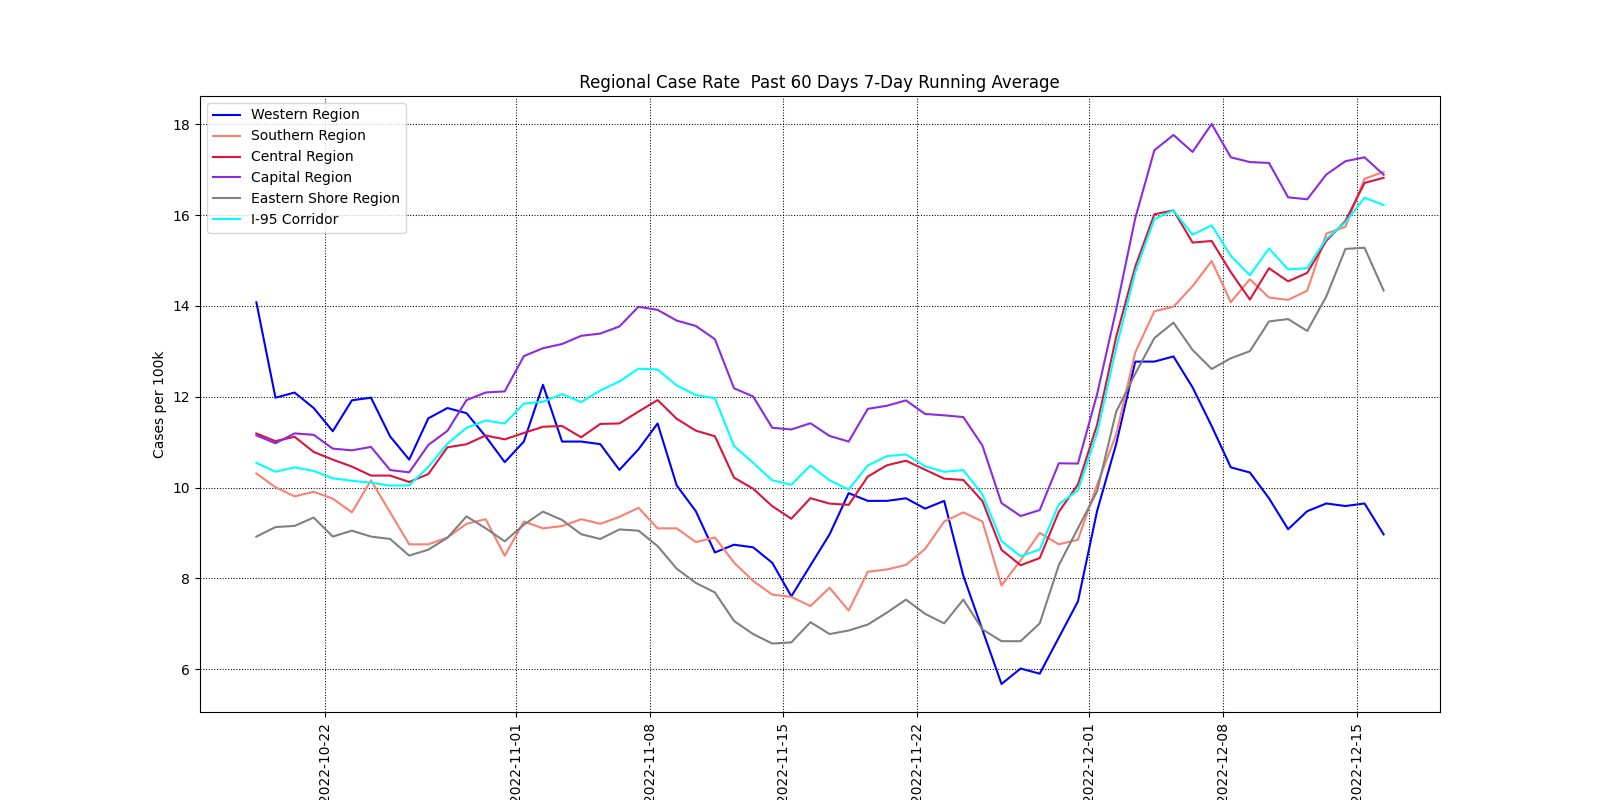 Regional Case Rate  Past 60 Days 7-Day Running Average
Western Region
Southern Region
Central Region
Capital Region
Eastern Shore Region
I-95 Corridor
Cases per 100k
18
16
14
12
10
8
6
2022-10-22
2022-11-01
2022-11-08
2022-11-15
2022-11-22
2022-12-01
2022-12-08
2022-12-15